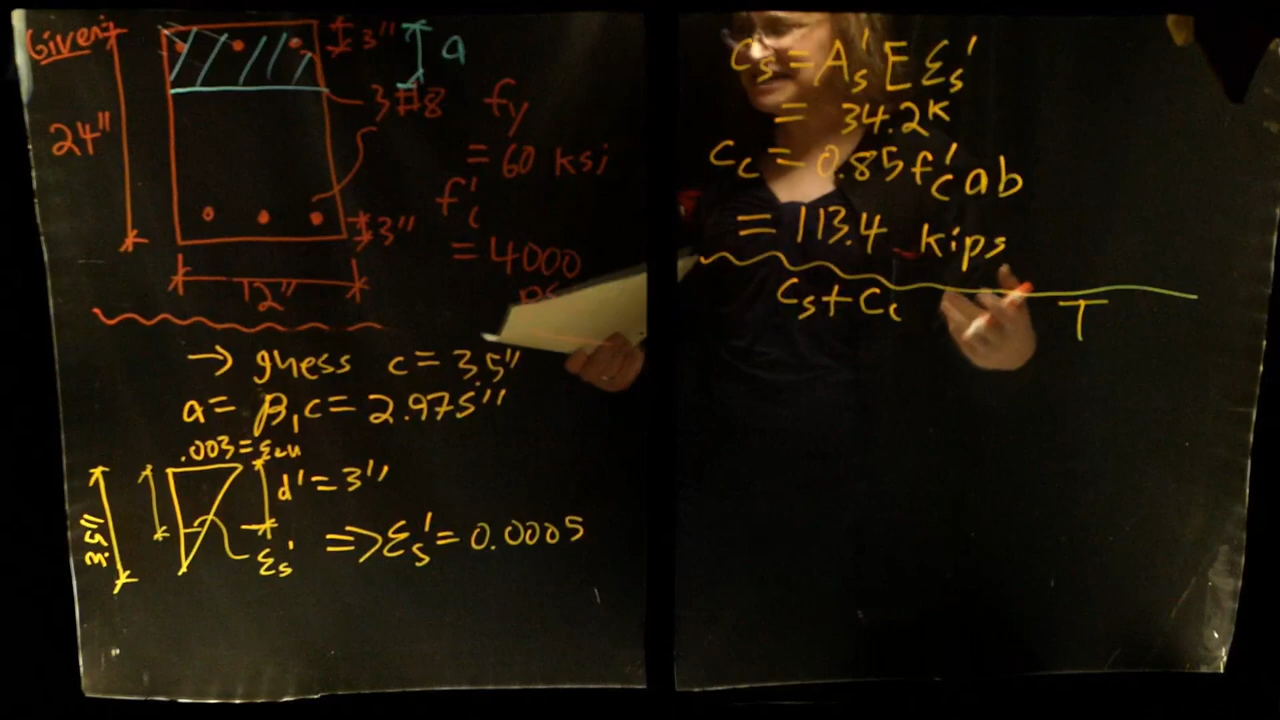 Given:
3"
a
24"
3#8
fy
= 60 ksi
f'c
= 4000
3"
12"
→ guess c = 3.5"
a = β₁c = 2.975"
.003 = εcu
d' = 3"
3.5"
εs'
⇒ εs' = 0.0005
Cs = As' E εs'
= 34.2K
Cc = 0.85f'c ab
= 113.4 kips
Cs + Cc T